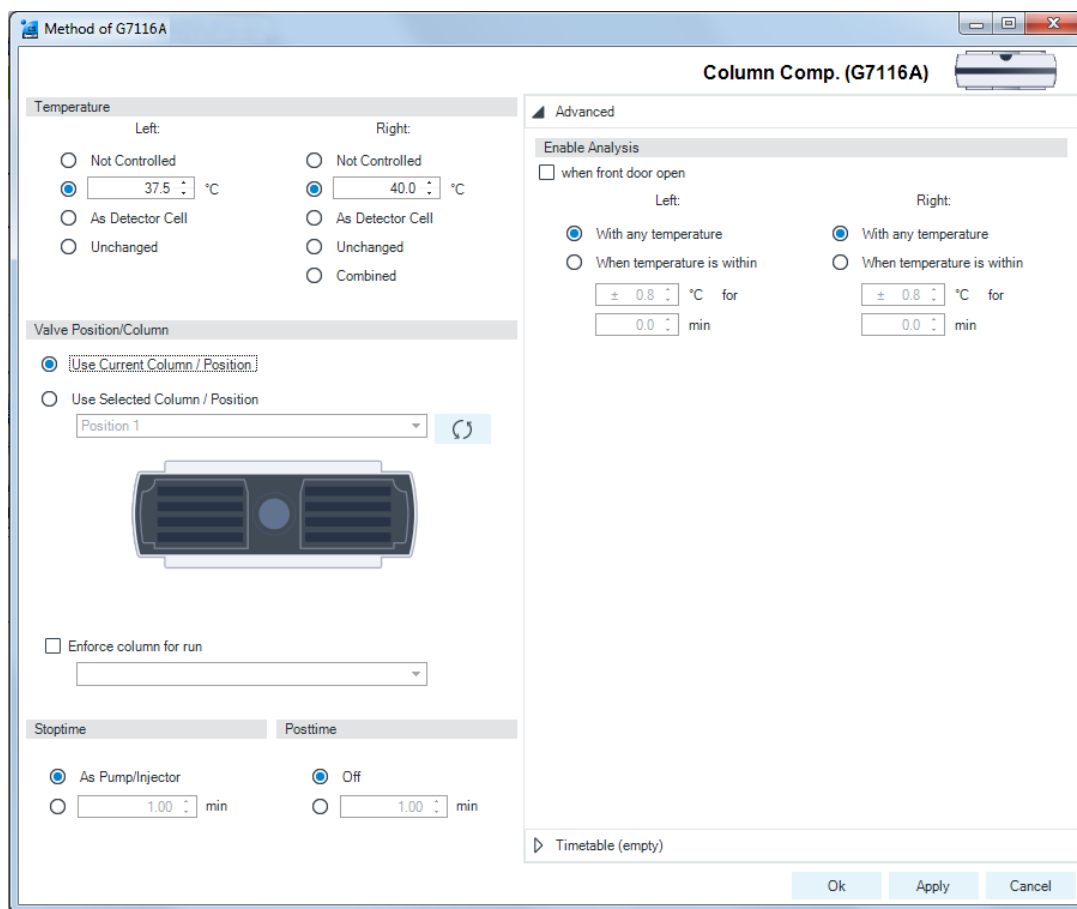 Method of G7116A
Column Comp. (G7116A)
Temperature
Left:
Right:
Not Controlled
Not Controlled
37.5 °C
40.0 °C
As Detector Cell
As Detector Cell
Unchanged
Unchanged
Combined
Valve Position/Column
Use Current Column / Position
Use Selected Column / Position
Position 1
Enforce column for run
Stoptime
Posttime
As Pump/Injector
Off
1.00 min
1.00 min
Advanced
Enable Analysis
when front door open
Left:
Right:
With any temperature
With any temperature
When temperature is within
When temperature is within
± 0.8 °C for
± 0.8 °C for
0.0 min
0.0 min
Timetable (empty)
Ok
Apply
Cancel